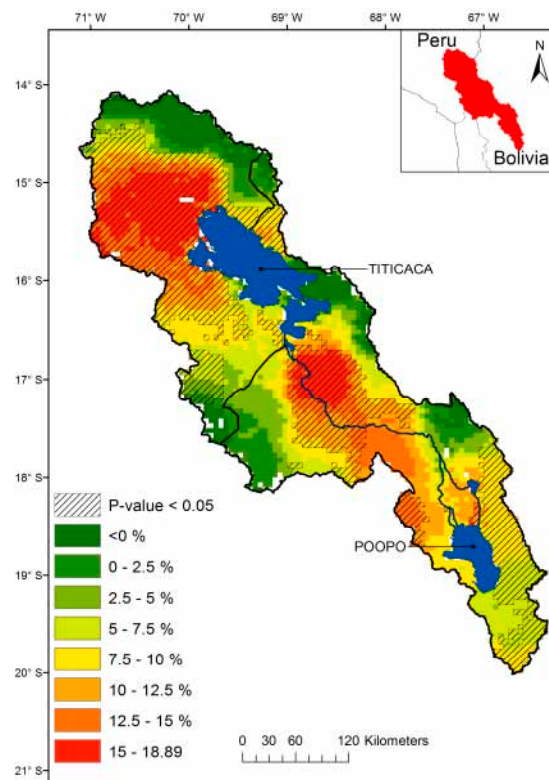 71° W 70° W 69° W 68° W 67° W
Peru
N
Bolivia
14° S
15° S
16° S
17° S
18° S
19° S
20° S
21° S
TITICACA
POOPO
P-value < 0.05
<0 %
0 - 2.5 %
2.5 - 5 %
5 - 7.5 %
7.5 - 10 %
10 - 12.5 %
12.5 - 15 %
15 - 18.89
0 30 60 120 Kilometers